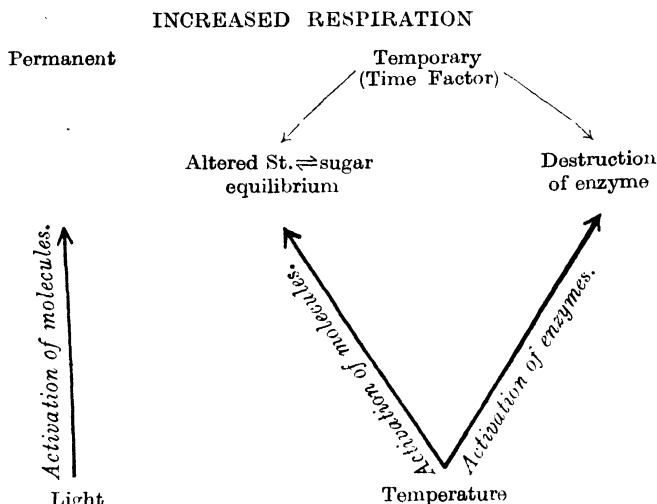 INCREASED RESPIRATION
Permanent
Temporary
(Time Factor)
Altered St.⇌sugar
equilibrium
Destruction
of enzyme
Activation of molecules.
Activation of molecules.
Activation of enzymes.
Light
Temperature